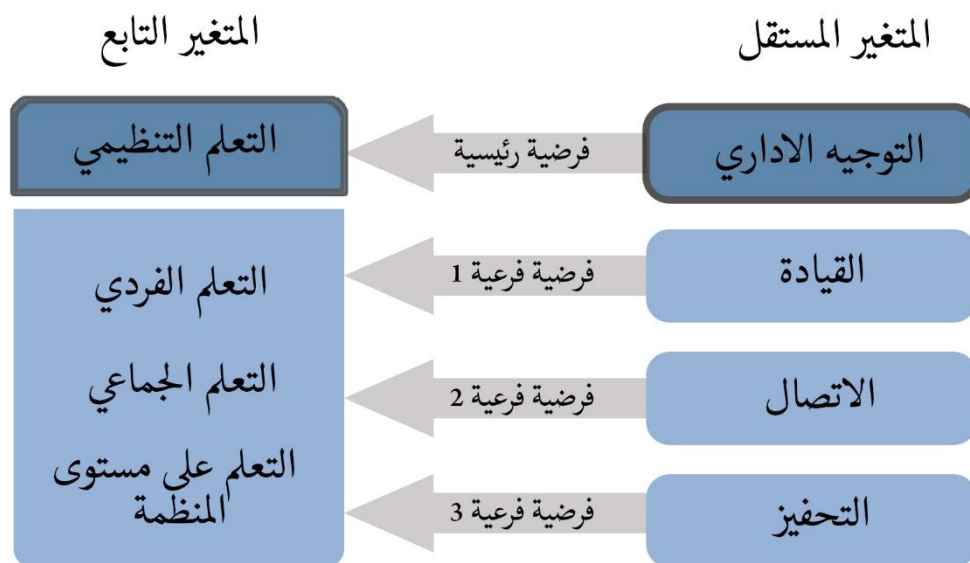 المتغير المستقل
المتغير التابع
التوجيه الاداري
فرضية رئيسية
التعلم التنظيمي
القيادة
فرضية فرعية 1
التعلم الفردي
الاتصال
فرضية فرعية 2
التعلم الجماعي
التحفيز
فرضية فرعية 3
التعلم على مستوى
المنظمة